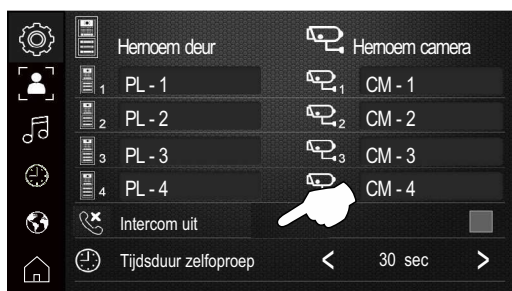 Hernoem deur
Hernoem camera
1 PL - 1
1 CM - 1
2 PL - 2
2 CM - 2
3 PL - 3
3 CM - 3
4 PL - 4
CM - 4
Intercom uit
Tijdsduur zelfoproep
< 30 sec >